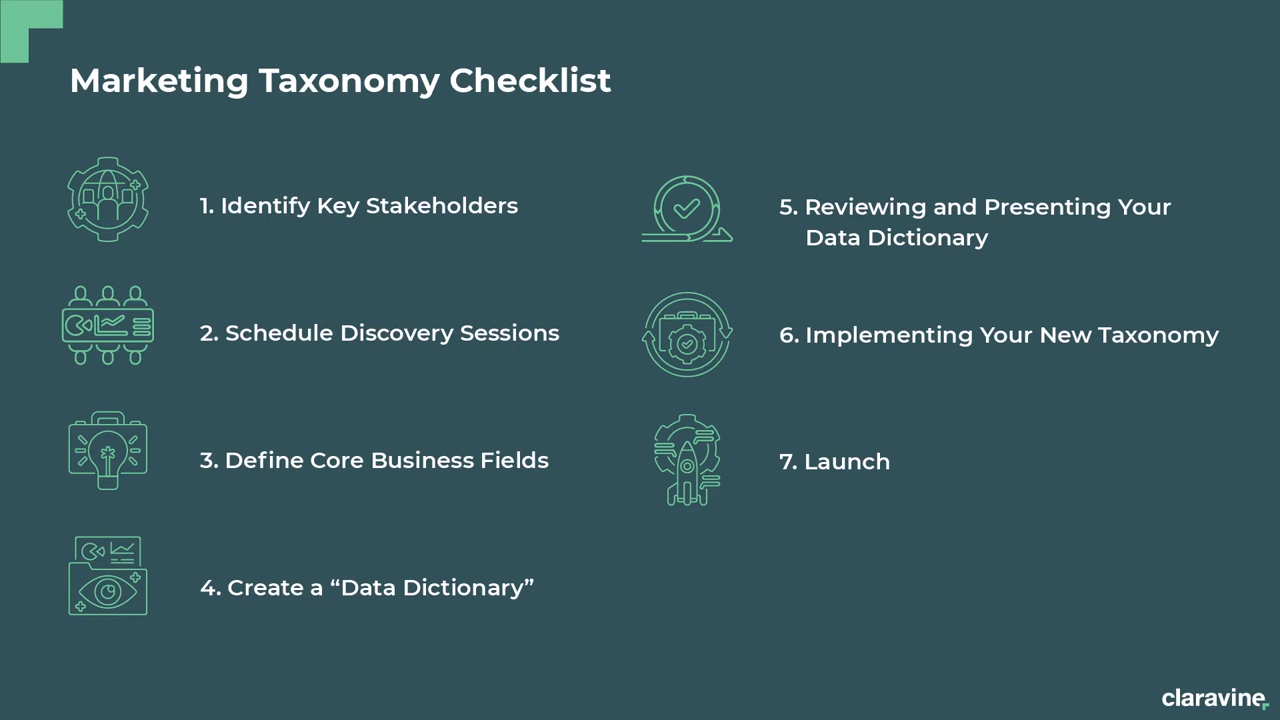 Marketing Taxonomy Checklist
1. Identify Key Stakeholders
2. Schedule Discovery Sessions
3. Define Core Business Fields
4. Create a “Data Dictionary”
5. Reviewing and Presenting Your
Data Dictionary
6. Implementing Your New Taxonomy
7. Launch
claravine